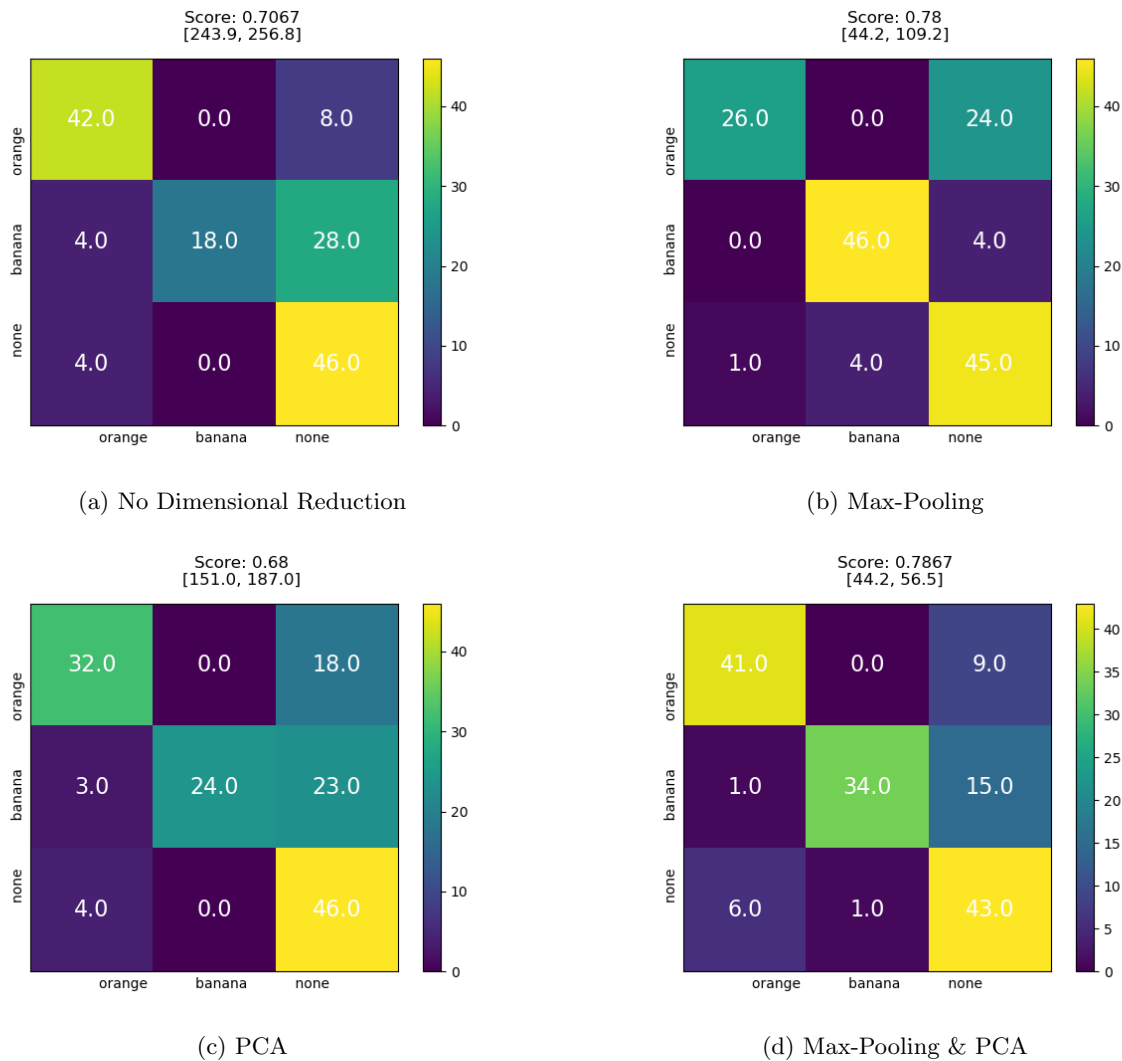 Score: 0.7067
[243.9, 256.8]
orange
42.0 0.0 8.0
banana
4.0 18.0 28.0
none
4.0 0.0 46.0
orange banana none
40
30
20
10
0
(a) No Dimensional Reduction
Score: 0.78
[44.2, 109.2]
orange
26.0 0.0 24.0
banana
0.0 46.0 4.0
none
1.0 4.0 45.0
orange banana none
40
30
20
10
0
(b) Max-Pooling
Score: 0.68
[151.0, 187.0]
orange
32.0 0.0 18.0
banana
3.0 24.0 23.0
none
4.0 0.0 46.0
orange banana none
40
30
20
10
0
(c) PCA
Score: 0.7867
[44.2, 56.5]
orange
41.0 0.0 9.0
banana
1.0 34.0 15.0
none
6.0 1.0 43.0
orange banana none
40
35
30
25
20
15
10
5
0
(d) Max-Pooling & PCA